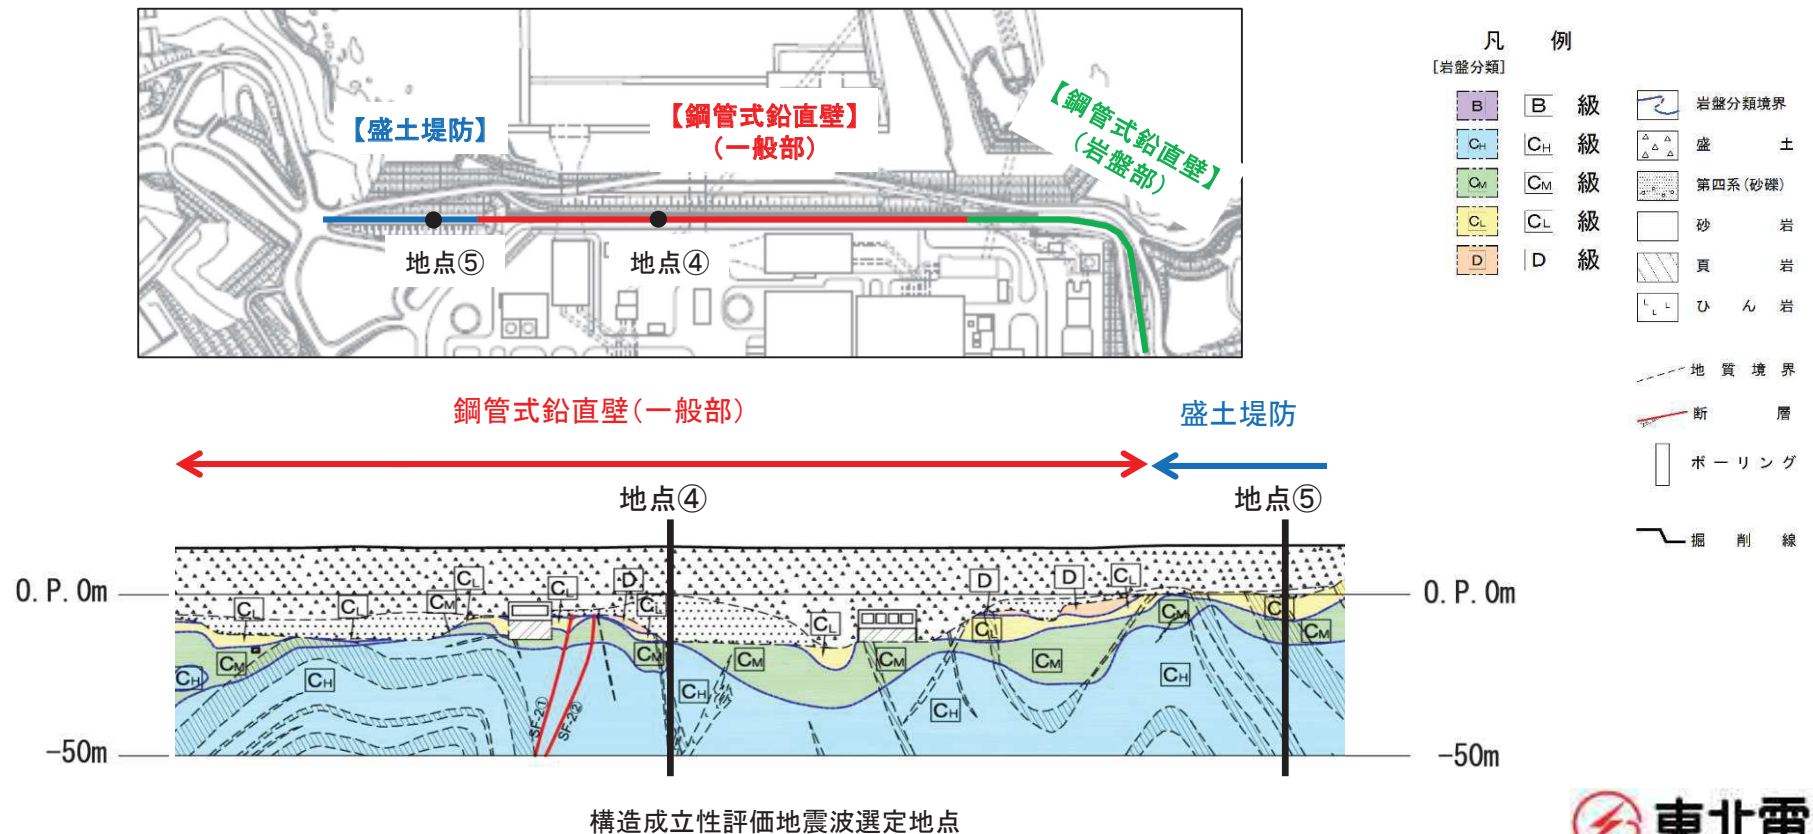 【盛土堤防】
【鋼管式鉛直壁】
(一般部)
【鋼管式鉛直壁】
(岩盤部)
地点⑤
地点④
凡 例
[岩盤分類]
B B 級
CH CH 級
CM CM 級
CL CL 級
D D 級
岩盤分類境界
盛 土
第四系(砂礫)
砂 岩
頁 岩
ひ ん 岩
地 質 境 界
断 層
ボ ー リ ン グ
掘 削 線
鋼管式鉛直壁(一般部)
盛土堤防
地点④
地点⑤
O.P.0m
O.P.0m
CL
CL
CM
CL
CL
D
CL
CL
D
D
CL
CM
CL
CM
CH
CH
CM
CM
CH
CM
CL
CH
CM
CH
CM
SF-2①
SF-2②
-50m
-50m
構造成立性評価地震波選定地点
東北電